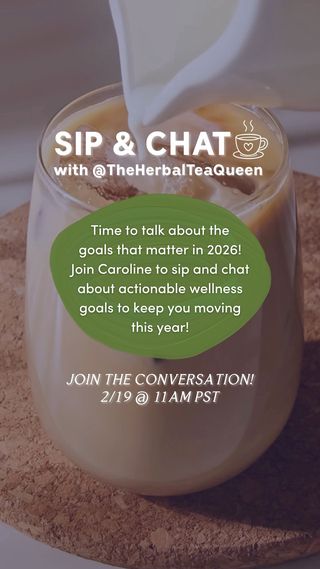 SIP & CHAT
with @TheHerbalTeaQueen
Time to talk about the
goals that matter in 2026!
Join Caroline to sip and chat
about actionable wellness
goals to keep you moving
this year!
JOIN THE CONVERSATION!
2/19 @ 11AM PST